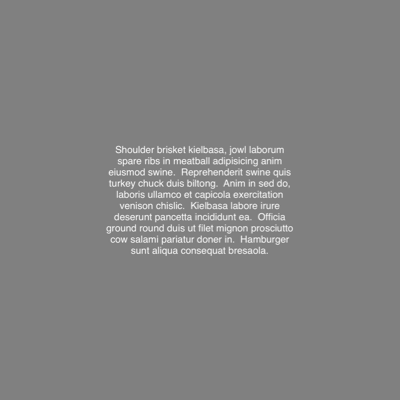 Shoulder brisket kielbasa, jowl laborum
spare ribs in meatball adipisicing anim
eiusmod swine.  Reprehenderit swine quis
turkey chuck duis biltong.  Anim in sed do,
laboris ullamco et capicola exercitation
venison chislic.  Kielbasa labore irure
deserunt pancetta incididunt ea.  Officia
ground round duis ut filet mignon prosciutto
cow salami pariatur doner in.  Hamburger
sunt aliqua consequat bresaola.